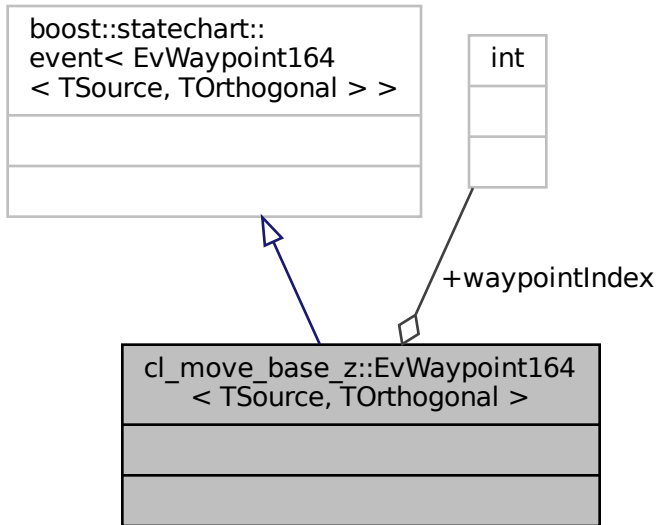 boost::statechart::
event< EvWaypoint164
< TSource, TOrthogonal > >
int
+waypointIndex
cl_move_base_z::EvWaypoint164
< TSource, TOrthogonal >